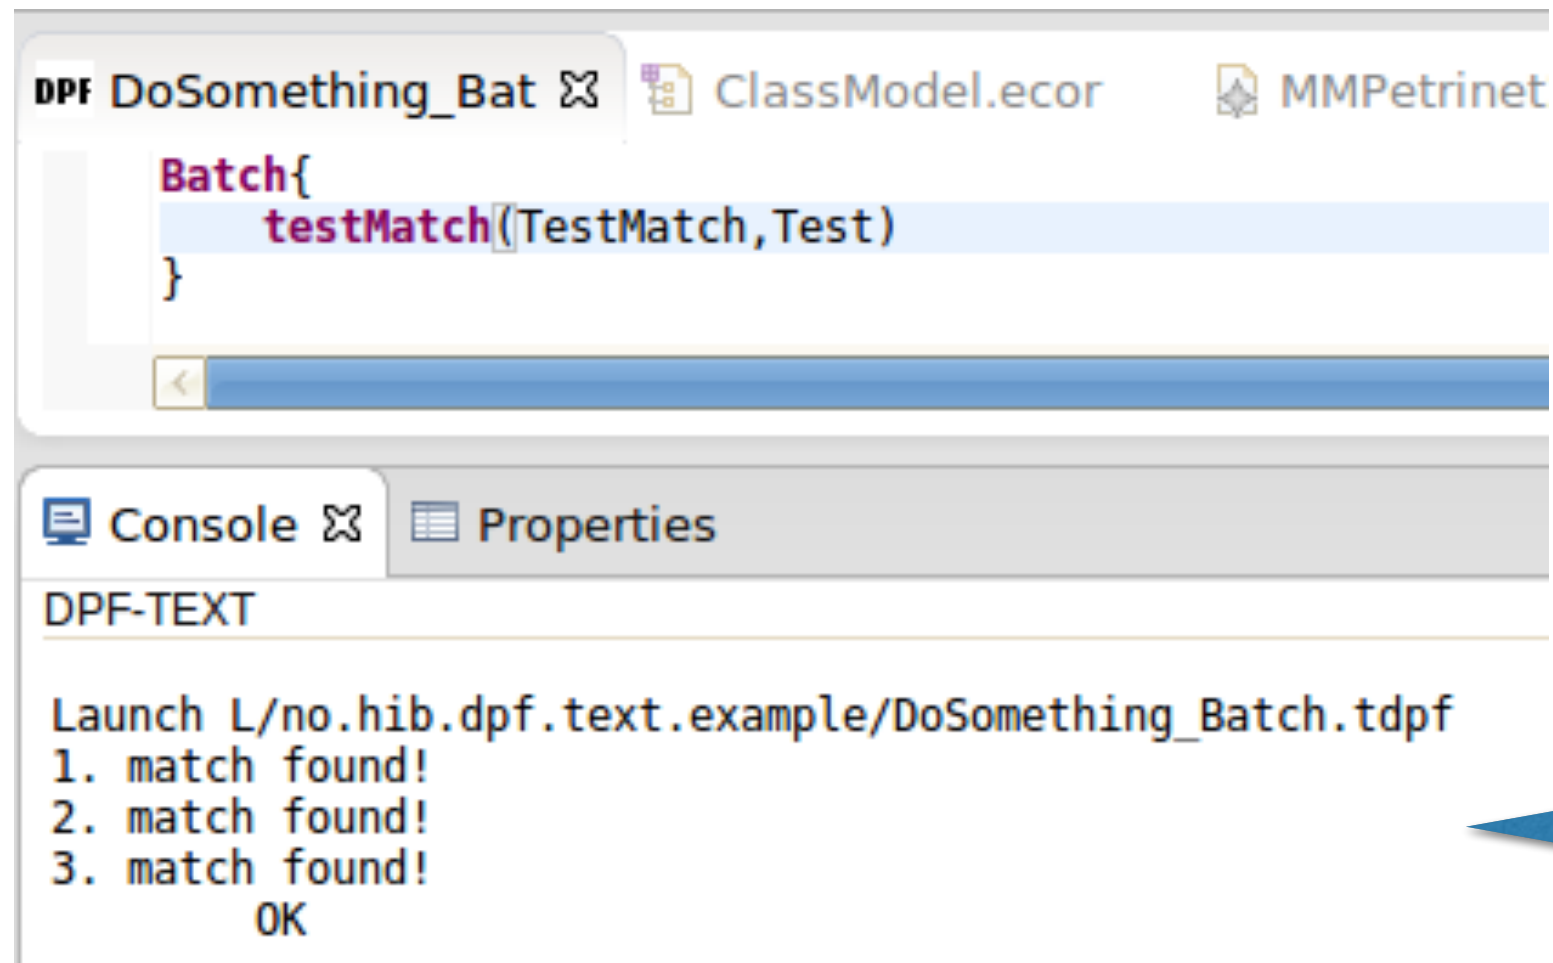 DPF DoSomething_Bat ClassModel.ecor MMPetrinet
Batch{
testMatch(TestMatch,Test)
}
Console Properties
DPF-TEXT
Launch L/no.hib.dpf.text.example/DoSomething_Batch.tdpf
1. match found!
2. match found!
3. match found!
OK